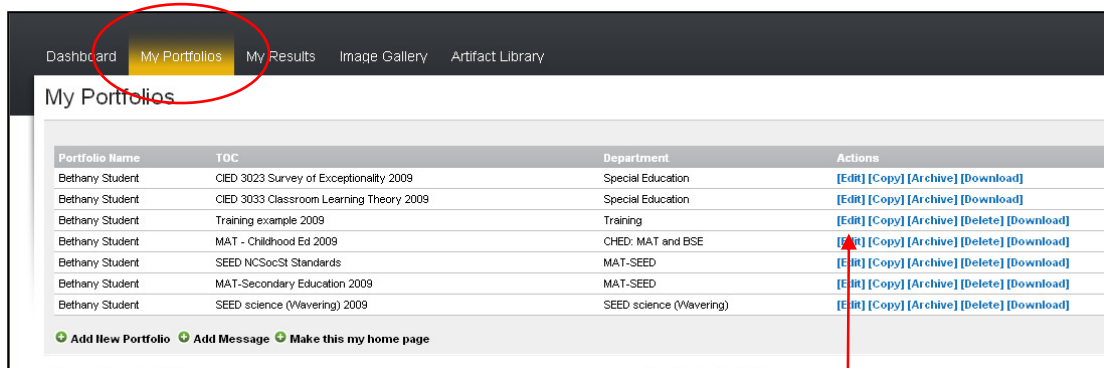 Dashboard My Portfolios My Results Image Gallery Artifact Library
My Portfolios
Portfolio Name TOC Department Actions
Bethany Student CIED 3023 Survey of Exceptionality 2009 Special Education [Edit] [Copy] [Archive] [Download]
Bethany Student CIED 3033 Classroom Learning Theory 2009 Special Education [Edit] [Copy] [Archive] [Download]
Bethany Student Training example 2009 Training [Edit] [Copy] [Archive] [Delete] [Download]
Bethany Student MAT - Childhood Ed 2009 CHED: MAT and BSE [Edit] [Copy] [Archive] [Delete] [Download]
Bethany Student SEED NCSocSt Standards MAT-SEED [Edit] [Copy] [Archive] [Delete] [Download]
Bethany Student MAT-Secondary Education 2009 MAT-SEED [Edit] [Copy] [Archive] [Delete] [Download]
Bethany Student SEED science (Wavering) 2009 SEED science (Wavering) [Edit] [Copy] [Archive] [Delete] [Download]
Add New Portfolio Add Message Make this my home page